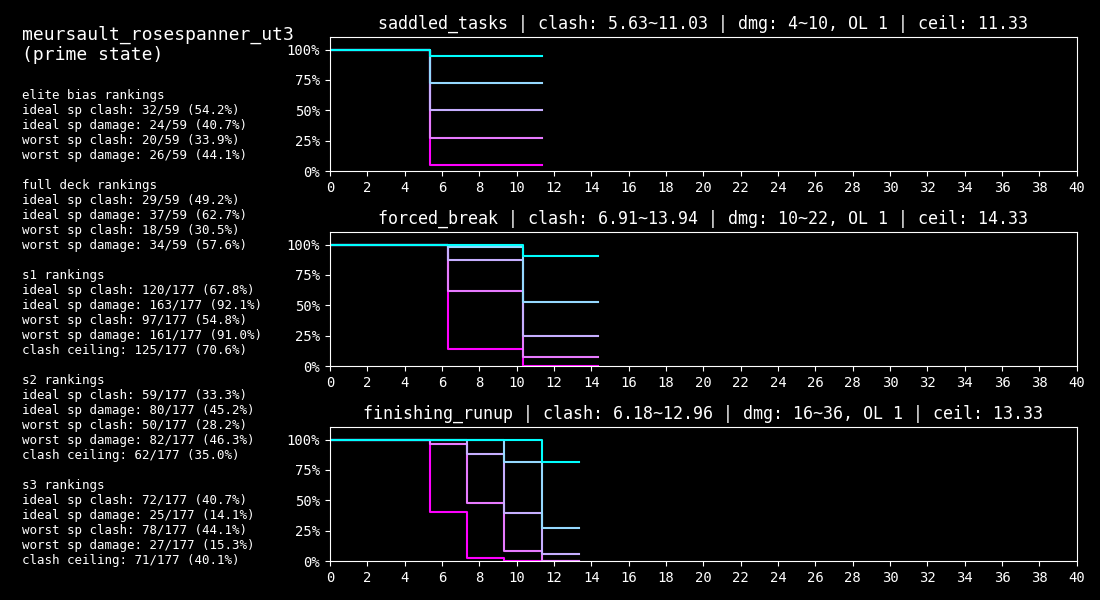 meursault_rosespanner_ut3
(prime state)
elite bias rankings
ideal sp clash: 32/59 (54.2%)
ideal sp damage: 24/59 (40.7%)
worst sp clash: 20/59 (33.9%)
worst sp damage: 26/59 (44.1%)
full deck rankings
ideal sp clash: 29/59 (49.2%)
ideal sp damage: 37/59 (62.7%)
worst sp clash: 18/59 (30.5%)
worst sp damage: 34/59 (57.6%)
s1 rankings
ideal sp clash: 120/177 (67.8%)
ideal sp damage: 163/177 (92.1%)
worst sp clash: 97/177 (54.8%)
worst sp damage: 161/177 (91.0%)
clash ceiling: 125/177 (70.6%)
s2 rankings
ideal sp clash: 59/177 (33.3%)
ideal sp damage: 80/177 (45.2%)
worst sp clash: 50/177 (28.2%)
worst sp damage: 82/177 (46.3%)
clash ceiling: 62/177 (35.0%)
s3 rankings
ideal sp clash: 72/177 (40.7%)
ideal sp damage: 25/177 (14.1%)
worst sp clash: 78/177 (44.1%)
worst sp damage: 27/177 (15.3%)
clash ceiling: 71/177 (40.1%)
saddled_tasks | clash: 5.63~11.03 | dmg: 4~10, OL 1 | ceil: 11.33
100%
75%
50%
25%
0%
0 2 4 6 8 10 12 14 16 18 20 22 24 26 28 30 32 34 36 38 40
forced_break | clash: 6.91~13.94 | dmg: 10~22, OL 1 | ceil: 14.33
100%
75%
50%
25%
0%
0 2 4 6 8 10 12 14 16 18 20 22 24 26 28 30 32 34 36 38 40
finishing_runup | clash: 6.18~12.96 | dmg: 16~36, OL 1 | ceil: 13.33
100%
75%
50%
25%
0%
0 2 4 6 8 10 12 14 16 18 20 22 24 26 28 30 32 34 36 38 40